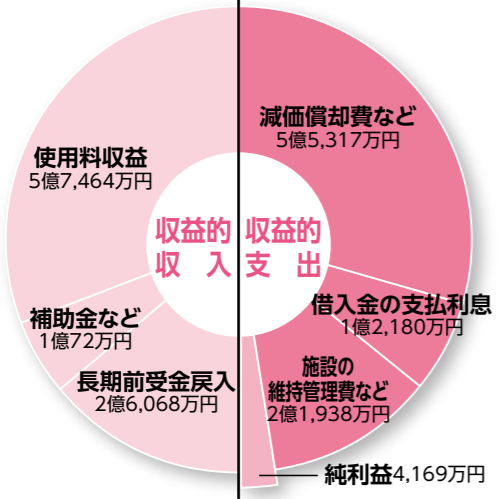 減価償却費など
5億5,317万円
使用料収益
5億7,464万円
収益的
収　入
収益的
支　出
借入金の支払利息
1億2,180万円
補助金など
1億72万円
施設の
維持管理費など
2億1,938万円
長期前受金戻入
2億6,068万円
純利益4,169万円